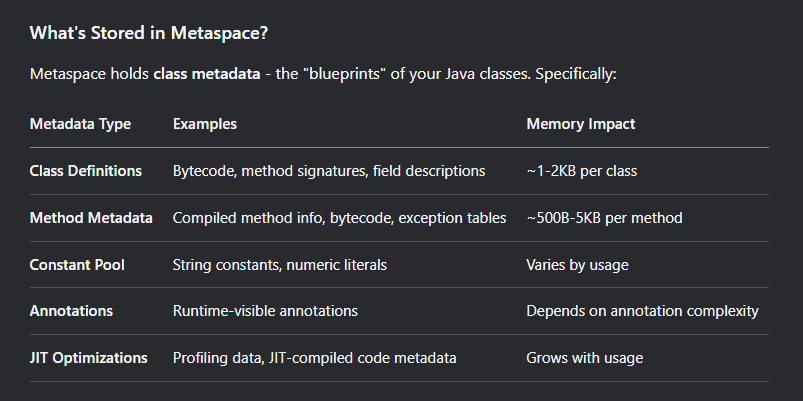 What's Stored in Metaspace?
Metaspace holds class metadata - the "blueprints" of your Java classes. Specifically:
Metadata Type Examples Memory Impact
Class Definitions Bytecode, method signatures, field descriptions ~1-2KB per class
Method Metadata Compiled method info, bytecode, exception tables ~500B-5KB per method
Constant Pool String constants, numeric literals Varies by usage
Annotations Runtime-visible annotations Depends on annotation complexity
JIT Optimizations Profiling data, JIT-compiled code metadata Grows with usage